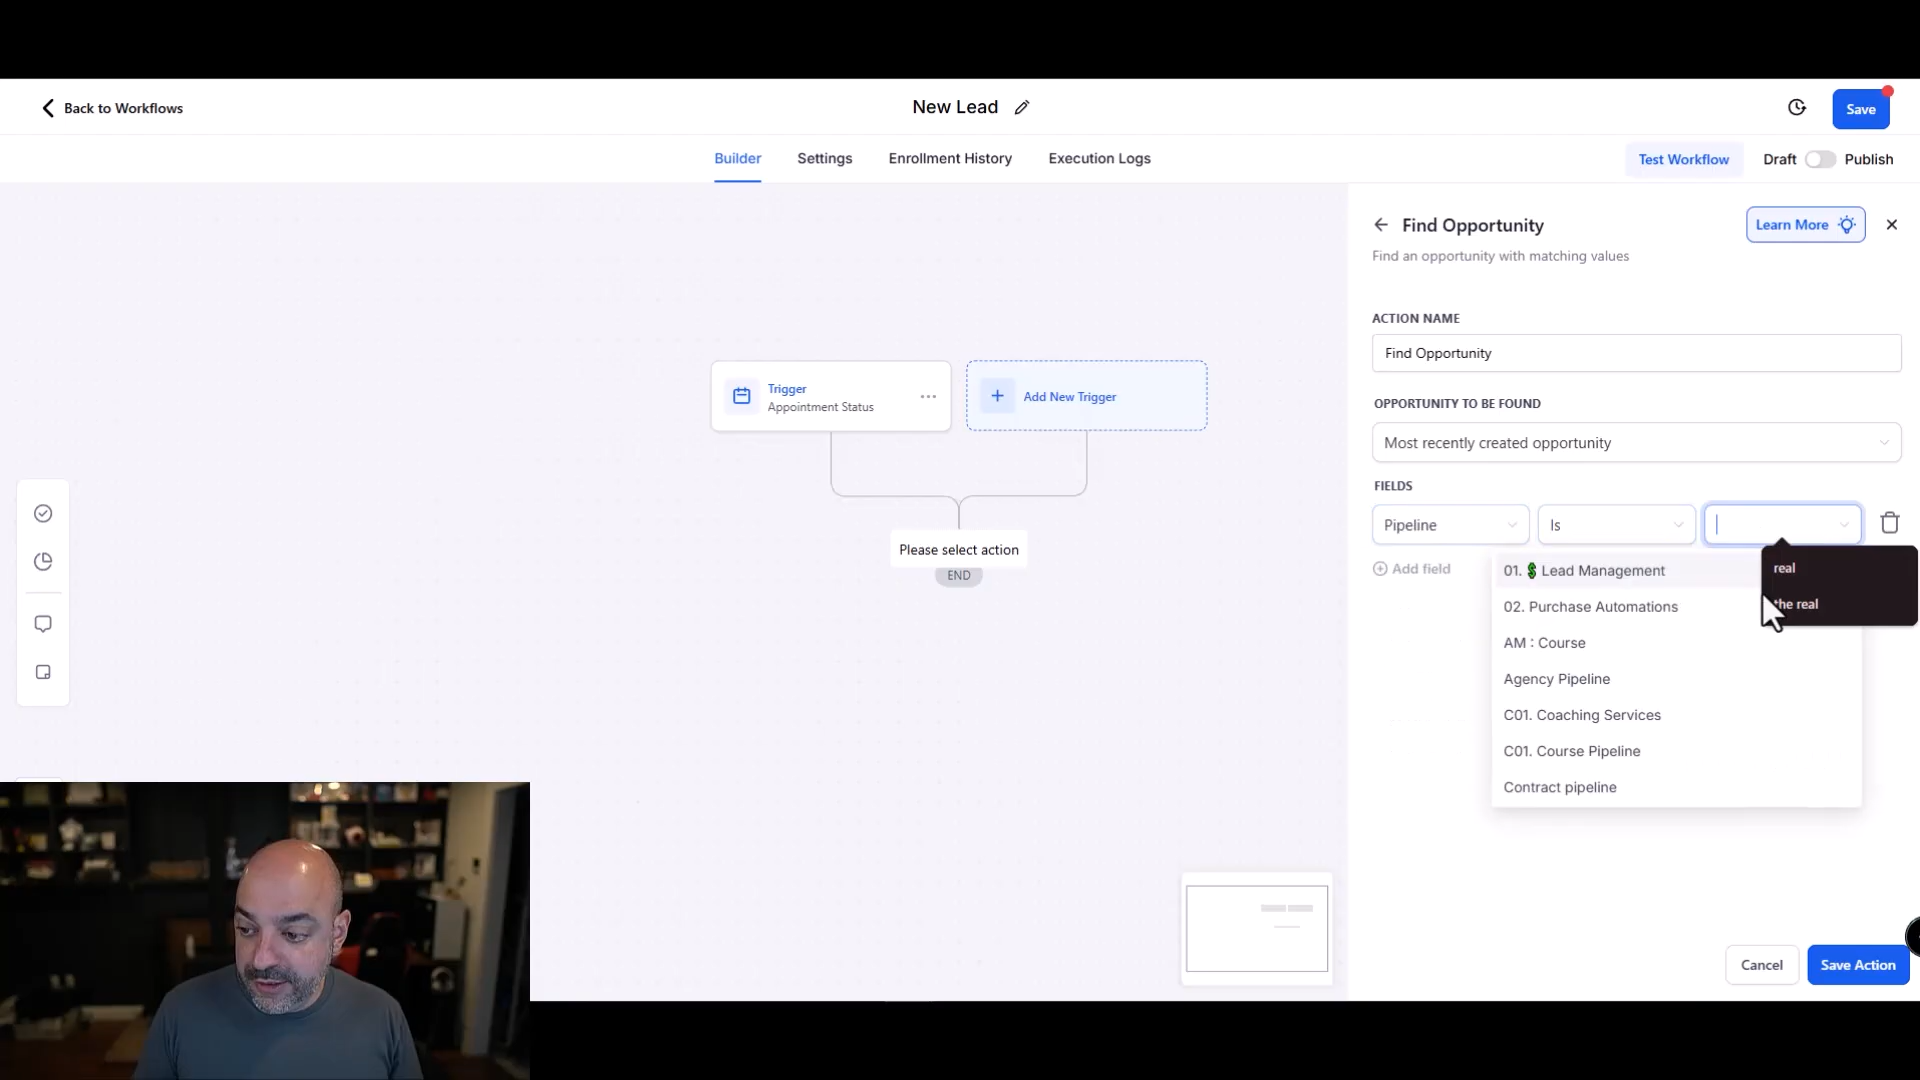 Back to Workflows
New Lead
Save
Builder
Settings
Enrollment History
Execution Logs
Test Workflow
Draft
Publish
Find Opportunity
Learn More
Find an opportunity with matching values
ACTION NAME
Find Opportunity
OPPORTUNITY TO BE FOUND
Most recently created opportunity
FIELDS
Pipeline
Is
Add field
01. $ Lead Management
02. Purchase Automations
AM : Course
Agency Pipeline
C01. Coaching Services
C01. Course Pipeline
Contract pipeline
real
the real
Trigger
Appointment Status
Add New Trigger
Please select action
END
Cancel
Save Action